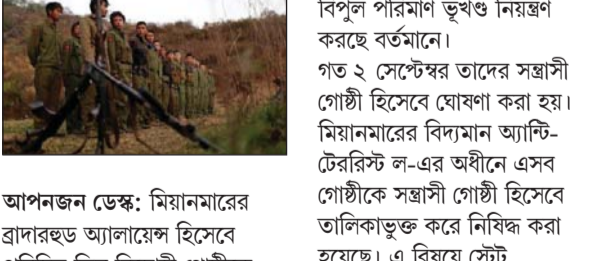 আপনজন ডেস্ক: মিয়ানমারের
ব্রাদারহুড অ্যালায়েন্স হিসেবে
বিপুল পরিমাণ ভূখণ্ড নিয়ন্ত্রণ
করছে বর্তমানে।
গত ২ সেপ্টেম্বর তাদের সন্ত্রাসী
গোষ্ঠী হিসেবে ঘোষণা করা হয়।
মিয়ানমারের বিদ্যমান অ্যান্টি-
টেররিস্ট ল-এর অধীনে এসব
গোষ্ঠীকে সন্ত্রাসী গোষ্ঠী হিসেবে
তালিকাভুক্ত করে নিষিদ্ধ করা
হয়েছে। এ বিষয়ে স্টেট